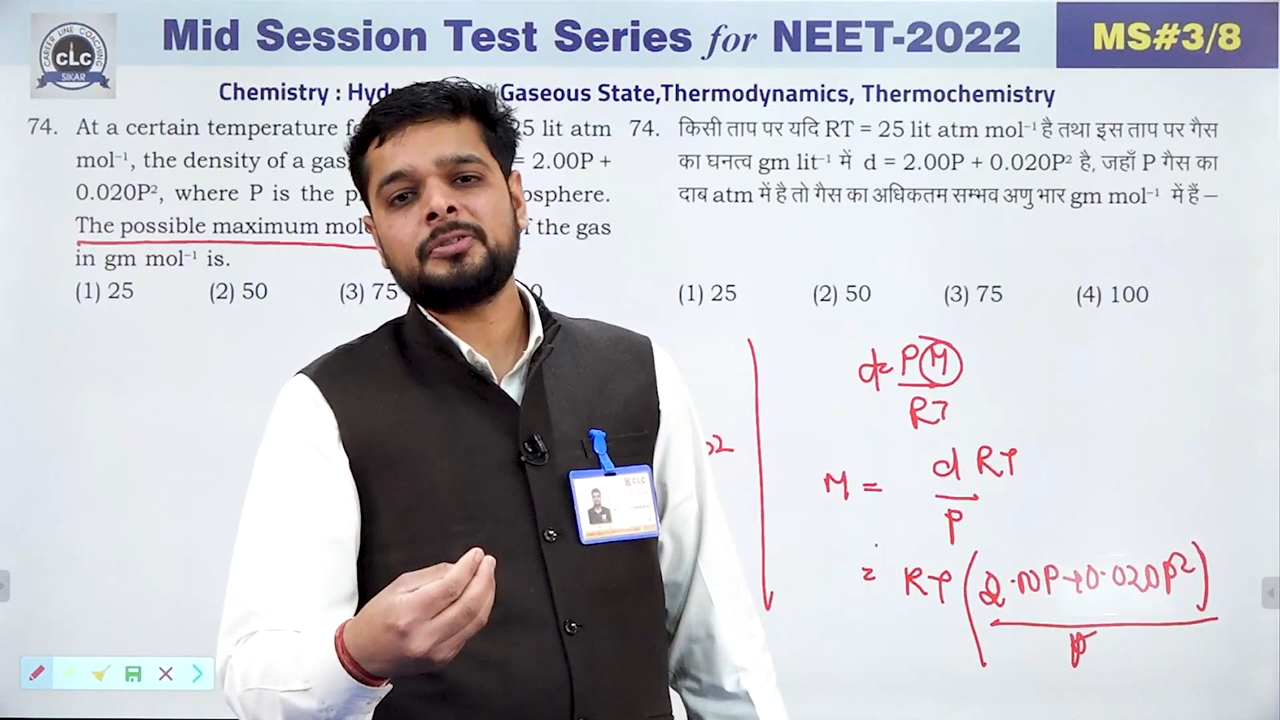 Mid Session Test Series for NEET-2022
MS#3/8
CAREER LINE COACHING
CLC
SIKAR
Chemistry : Gaseous State,Thermodynamics, Thermochemistry
74. At a certain temperature 25 lit atm
mol⁻¹, the density of a gas = 2.00P +
0.020P², where P is the
The possible maximum the gas
in gm mol⁻¹ is.
(1) 25 (2) 50 (3) 75
74. किसी ताप पर यदि RT = 25 lit atm mol⁻¹ है तथा इस ताप पर गैस
का घनत्व gm lit⁻¹ में d = 2.00P + 0.020P² है, जहाँ P गैस का
दाब atm में है तो गैस का अधिकतम सम्भव अणु भार gm mol⁻¹ में हैं –
(1) 25 (2) 50 (3) 75 (4) 100
d = PM
RT
M = d RT
P
= RT (2.00P+0.020P²)
P
CLC